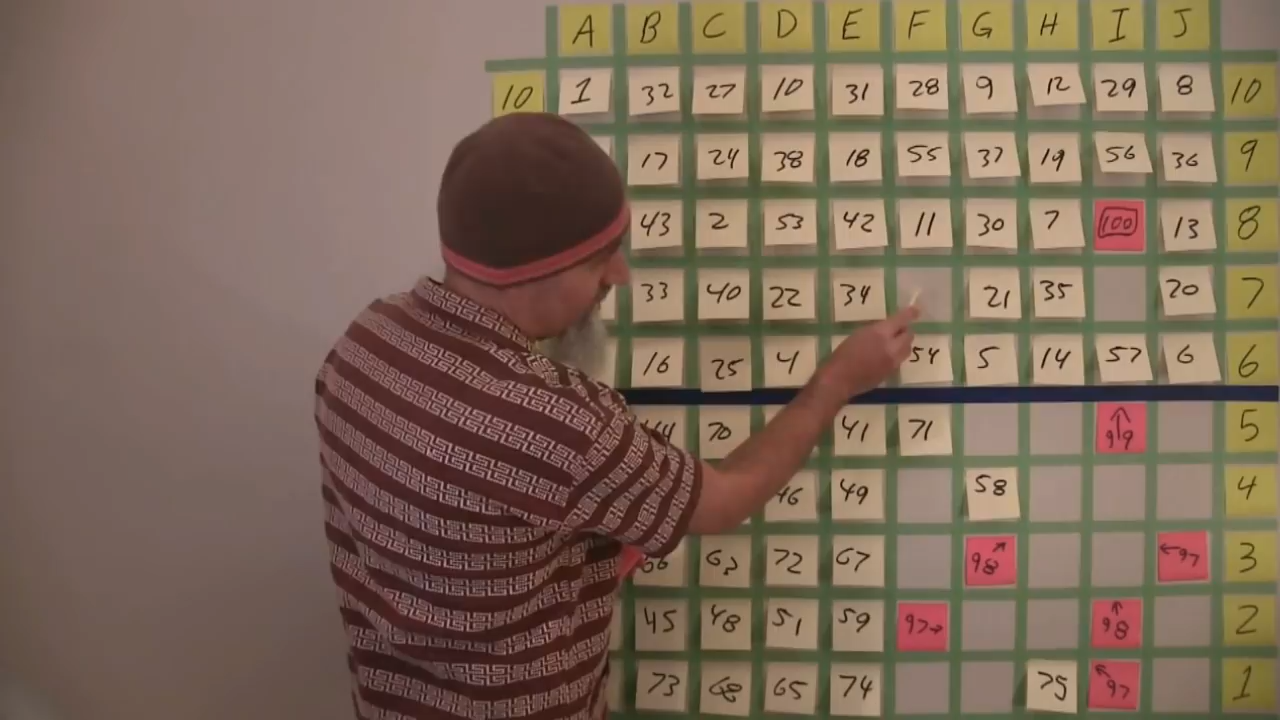 A B C D E F G H I J
10 1 32 27 10 31 28 9 12 29 8 10
17 24 38 18 55 37 19 56 36 9
43 2 53 42 11 30 7 100 13 8
33 40 22 34 21 35 20 7
16 25 4 54 5 14 57 6 6
70 41 71 ↑ 99 5
46 49 58 4
72 67 98↗ ←97 3
45 48 51 59 97→ ↑ 98 2
73 68 65 74 75 ↖97 1